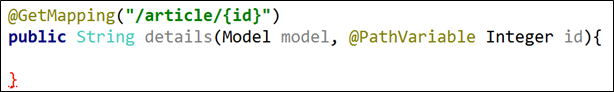 @GetMapping("/article/{id}")
public String details(Model model, @PathVariable Integer id){
}